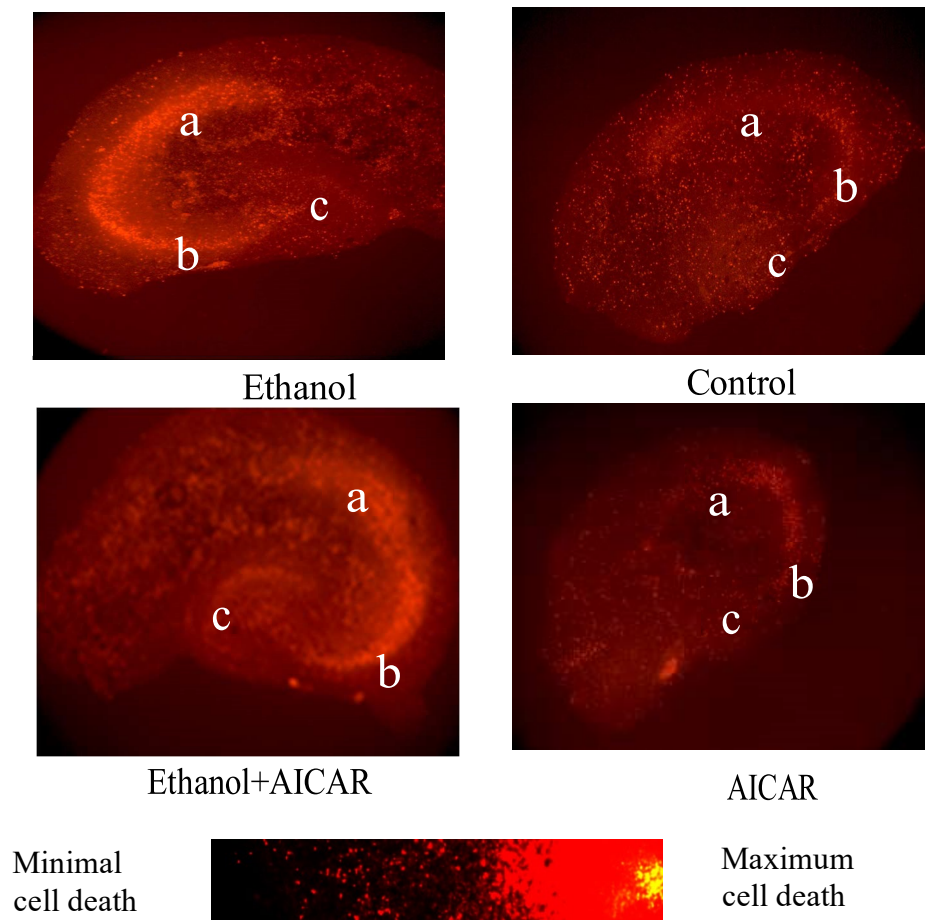 a
c
b
Ethanol
a
b
c
Control
a
c
b
Ethanol+AICAR
a
b
c
AICAR
Minimal
cell death
Maximum
cell death